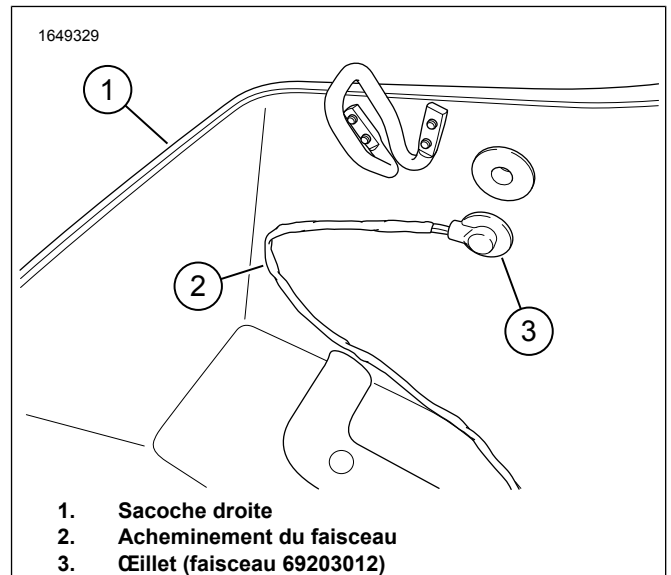 1649329
1
2
3
1. Sacoche droite
2. Acheminement du faisceau
3. Œillet (faisceau 69203012)